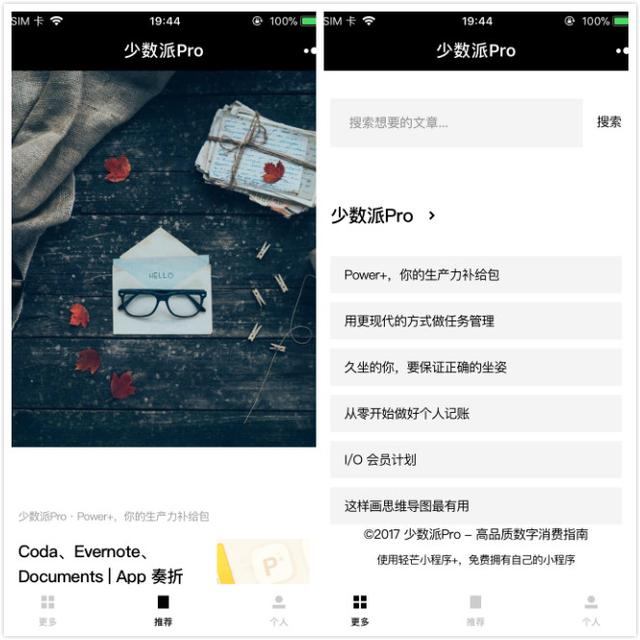 SIM 卡
19:44
100%
少数派Pro
HELLO
少数派Pro · Power+，你的生产力补给包
Coda、Evernote、
Documents | App 奏折
P
更多
推荐
个人
SIM 卡
19:44
100%
少数派Pro
搜索想要的文章...
搜索
少数派Pro
Power+，你的生产力补给包
用更现代的方式做任务管理
久坐的你，要保证正确的坐姿
从零开始做好个人记账
I/O 会员计划
这样画思维导图最有用
©2017 少数派Pro - 高品质数字消费指南
使用轻芒小程序+，免费拥有自己的小程序
更多
推荐
个人